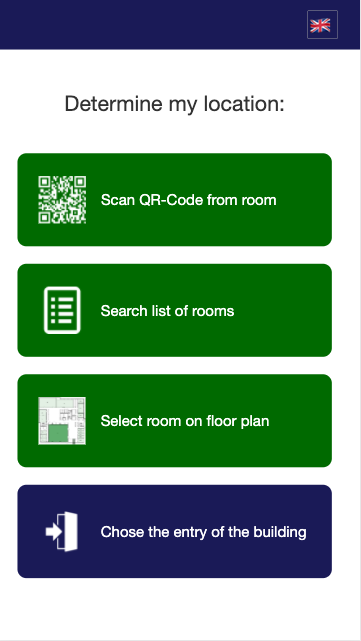 Determine my location:
Scan QR-Code from room
Search list of rooms
Select room on floor plan
Chose the entry of the building